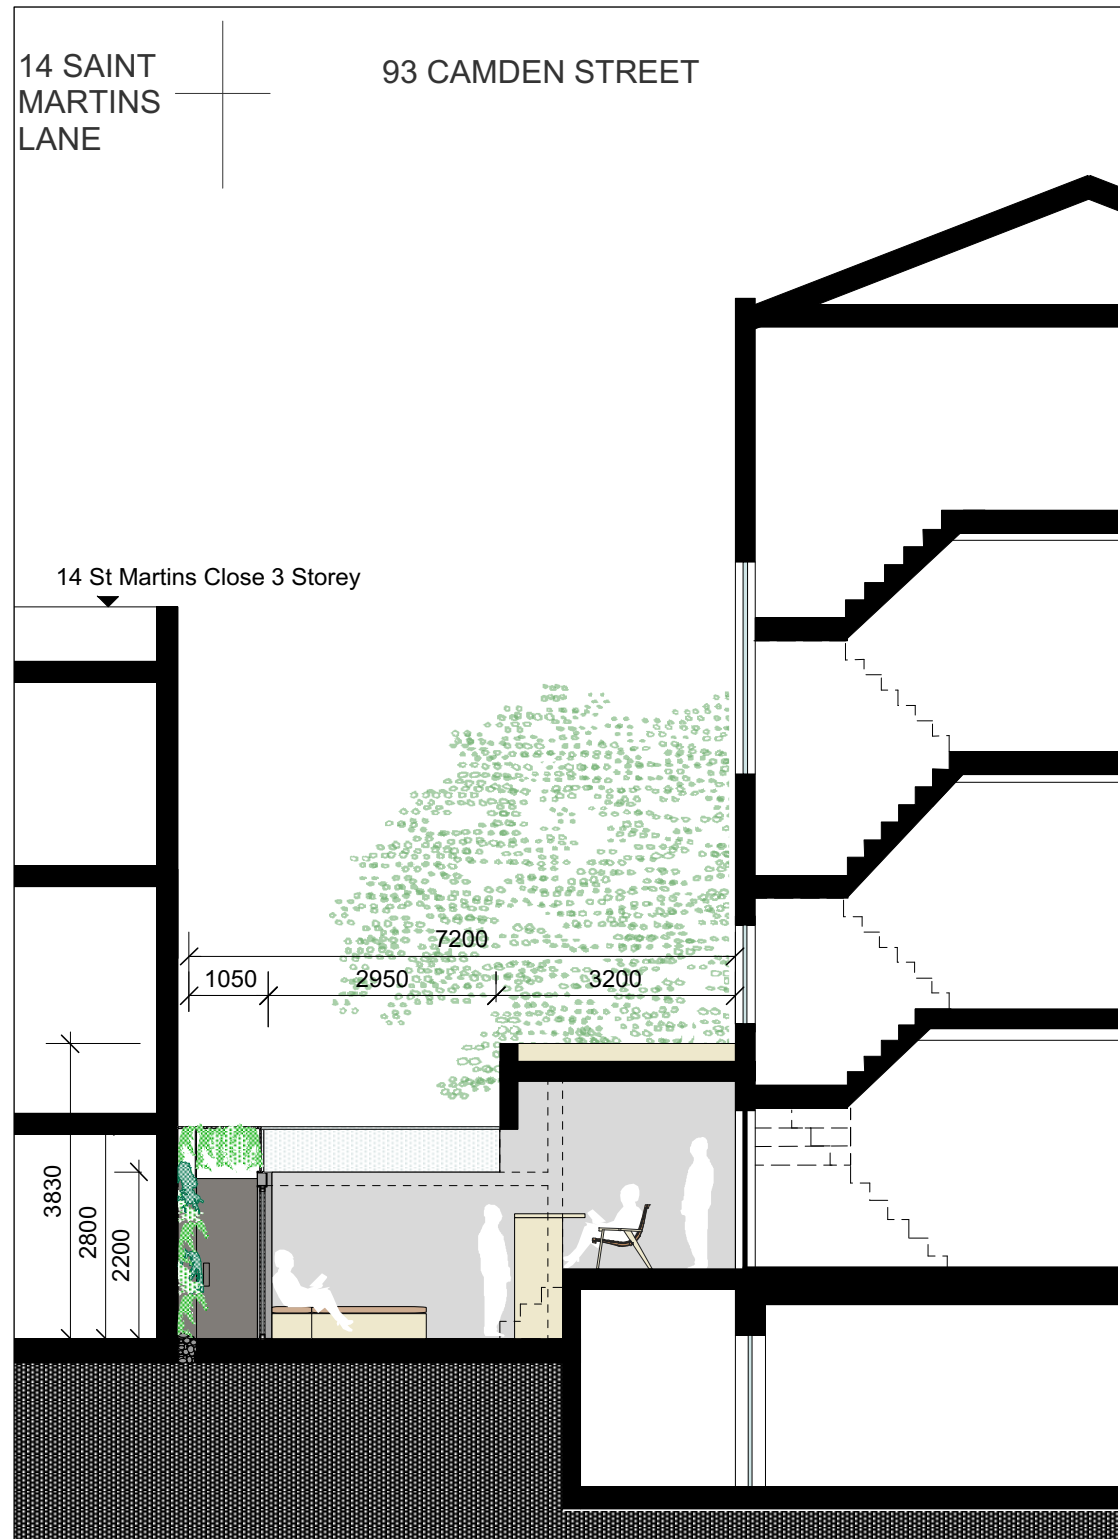 14 SAINT
MARTINS
LANE
93 CAMDEN STREET
14 St Martins Close 3 Storey
7200
1050
2950
3200
3830
2800
2200